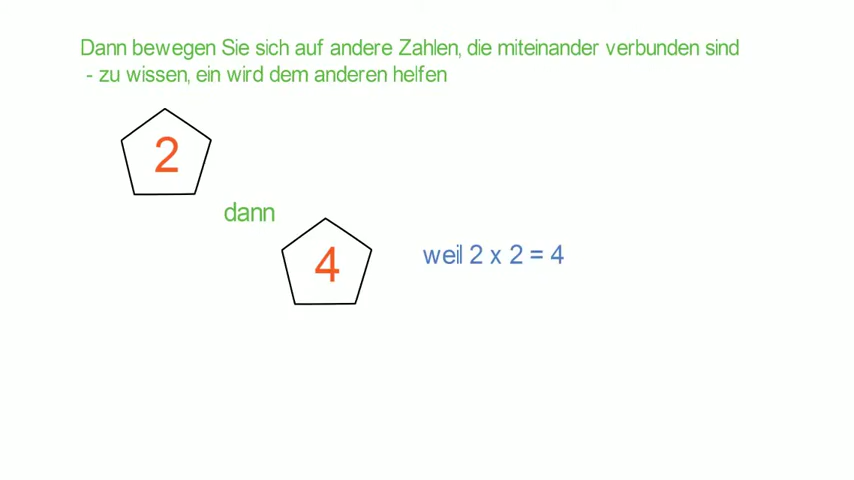 Dann bewegen Sie sich auf andere Zahlen, die miteinander verbunden sind
- zu wissen, ein wird dem anderen helfen
2
dann
4
weil 2 x 2 = 4